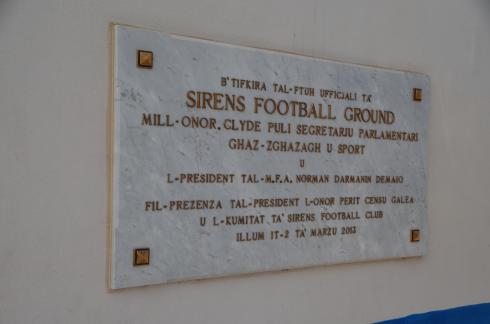 B'TIFKIRA TAL-FTUH UFFICJALI TA'
SIRENS FOOTBALL GROUND
MILL-ONOR. CLYDE PULI SEGRETARJU PARLAMENTARI
GHAZ-ZGHAZAGH U SPORT
U
L-PRESIDENT TAL-M.F.A. NORMAN DARMANIN DEMAJO
FIL-PREZENZA TAL-PRESIDENT L-ONOR PERIT CENSU GALEA
U L-KUMITAT TA' SIRENS FOOTBALL CLUB
ILLUM IT-2 TA' MARZU 2013